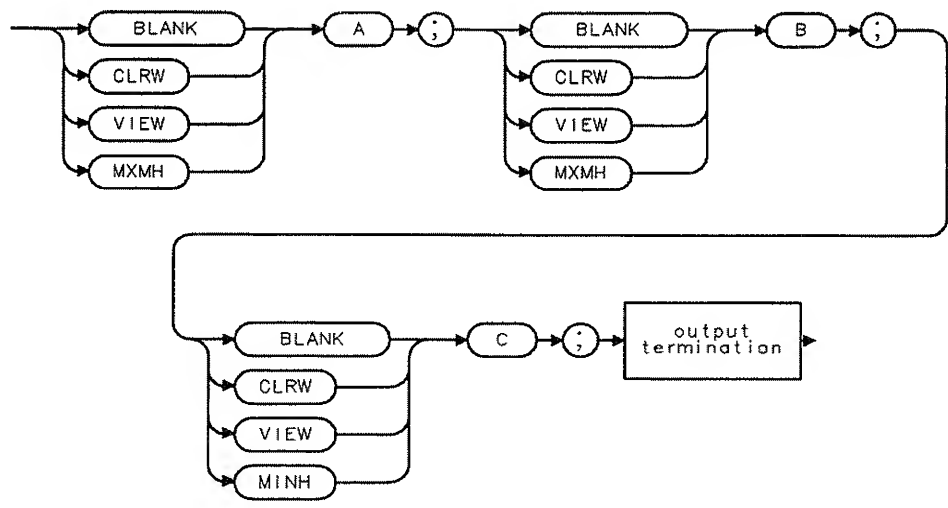 BLANK A ; BLANK B ;
CLRW CLRW
VIEW VIEW
MXMH MXMH
BLANK C ; output
termination
CLRW
VIEW
MINH